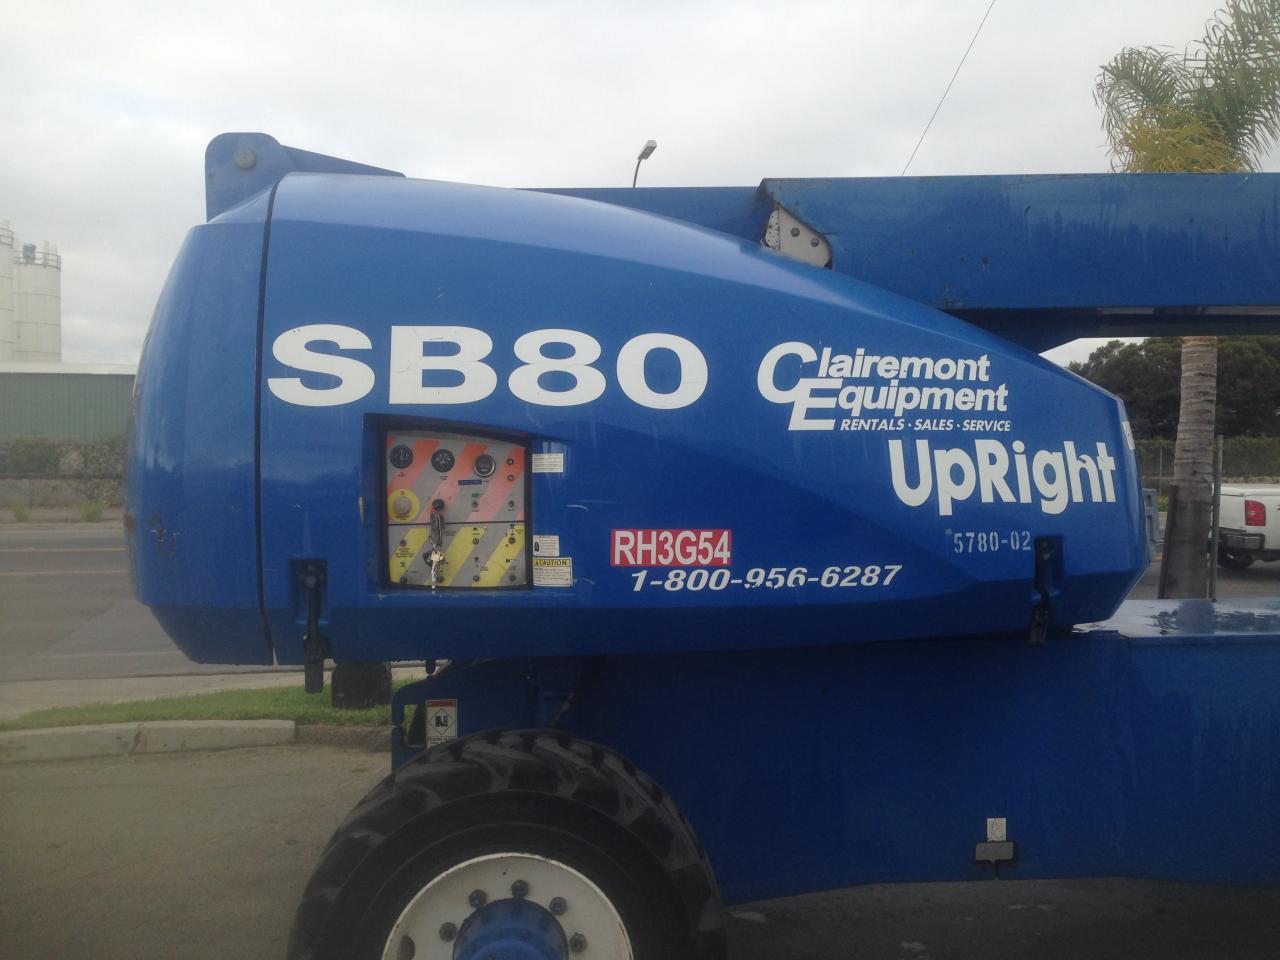 SB80
Clairemont
Equipment
RENTALS · SALES · SERVICE
UpRight
5780-02
RH3G54
1-800-956-6287
CAUTION